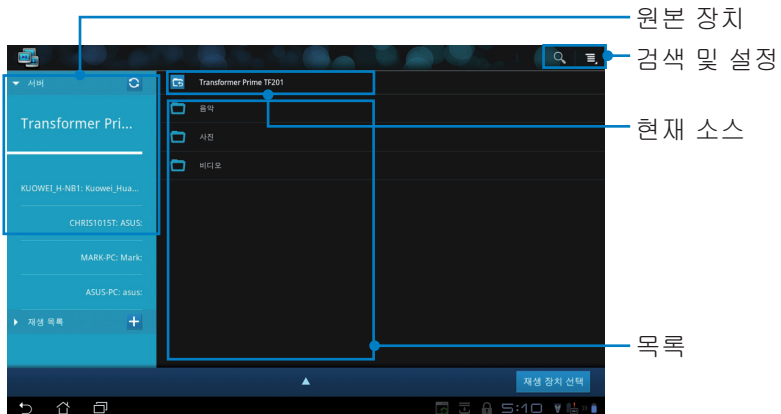 원본 장치
검색 및 설정
서버
Transformer Prime TF201
음악
Transformer Pri...
현재 소스
사진
비디오
KUOWEI_H-NB1: Kuowei_Hua...
CHRIS1015T: ASUS:
MARK-PC: Mark:
ASUS-PC: asus:
재생 목록
목록
재생 장치 선택
5:10